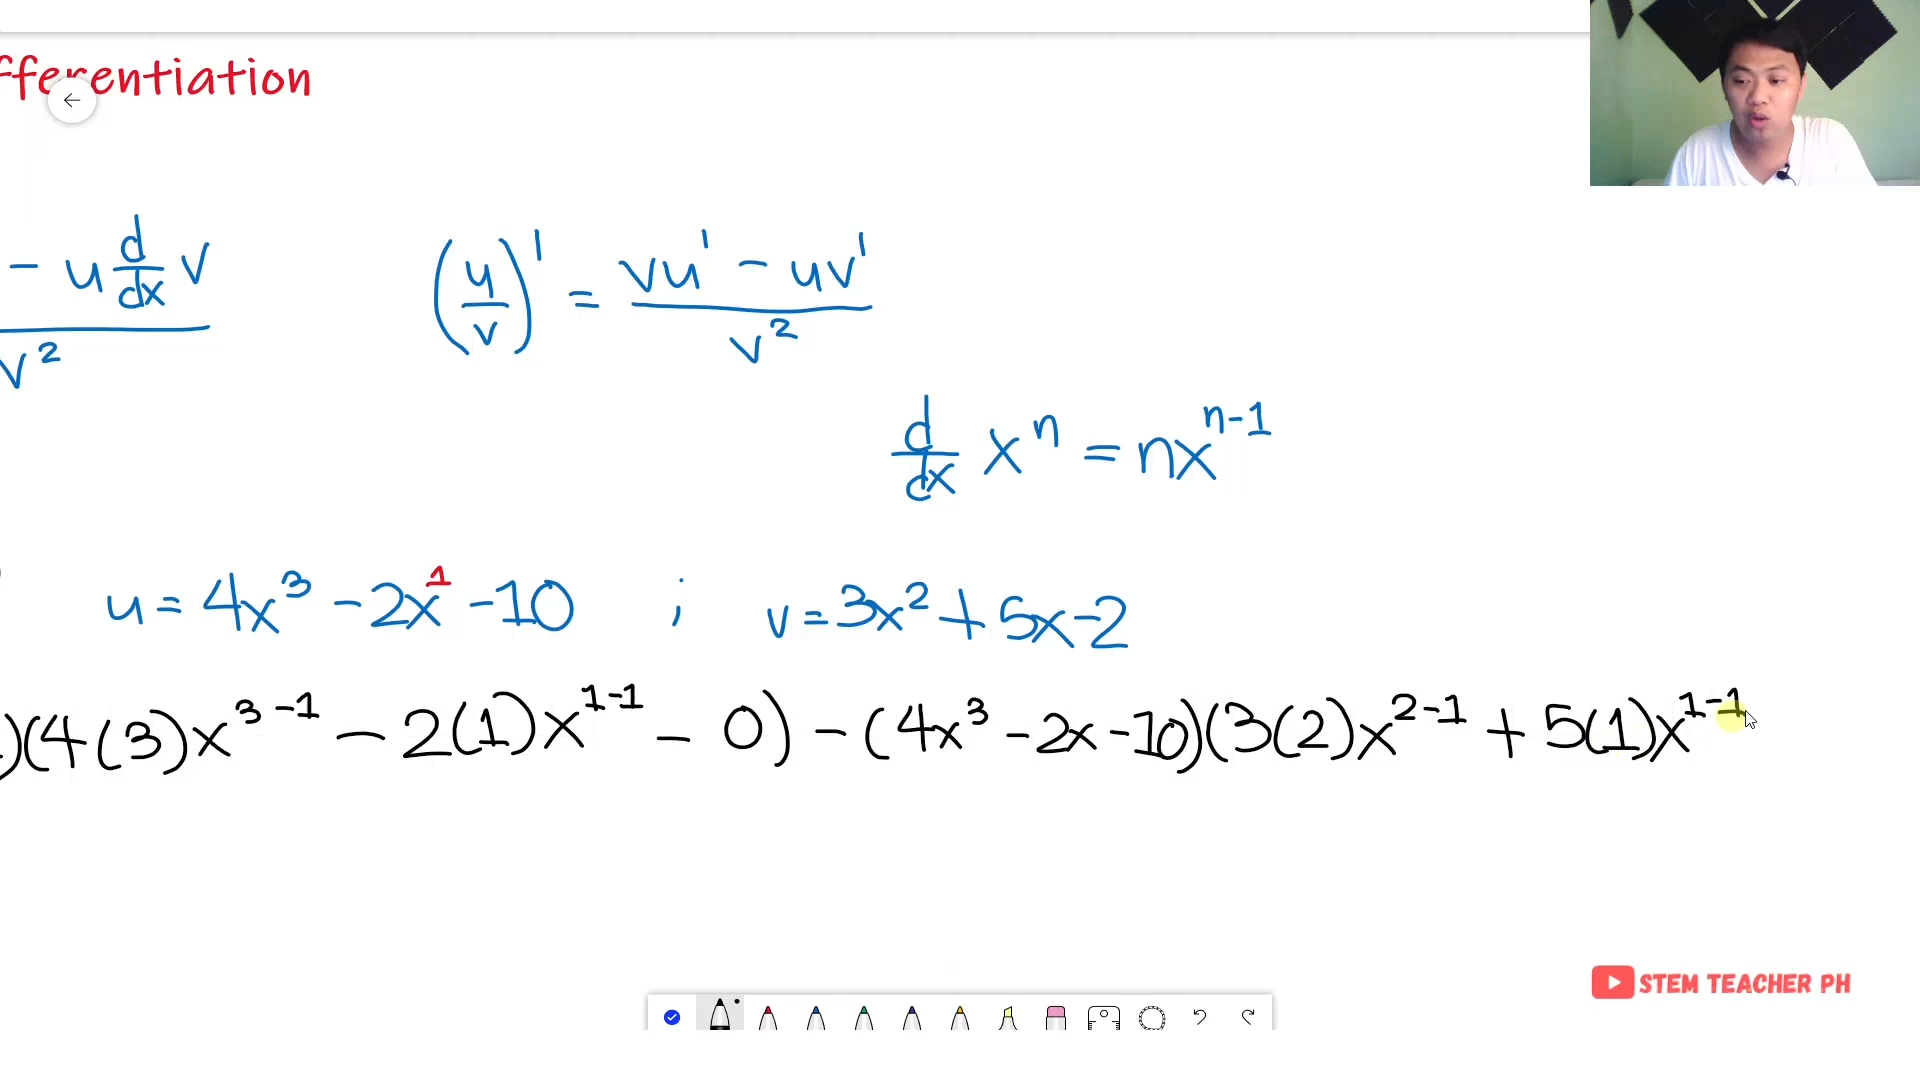 fferentiation
- u d/dx v
v²
(u/v)' = (vu' - uv')/v²
d/dx xⁿ = nxⁿ⁻¹
u = 4x³ - 2x¹ - 10 ; v = 3x² + 5x - 2
)(4(3)x³⁻¹ - 2(1)x¹⁻¹ - 0) - (4x³ - 2x - 10)(3(2)x²⁻¹ + 5(1)x¹⁻¹
STEM TEACHER PH